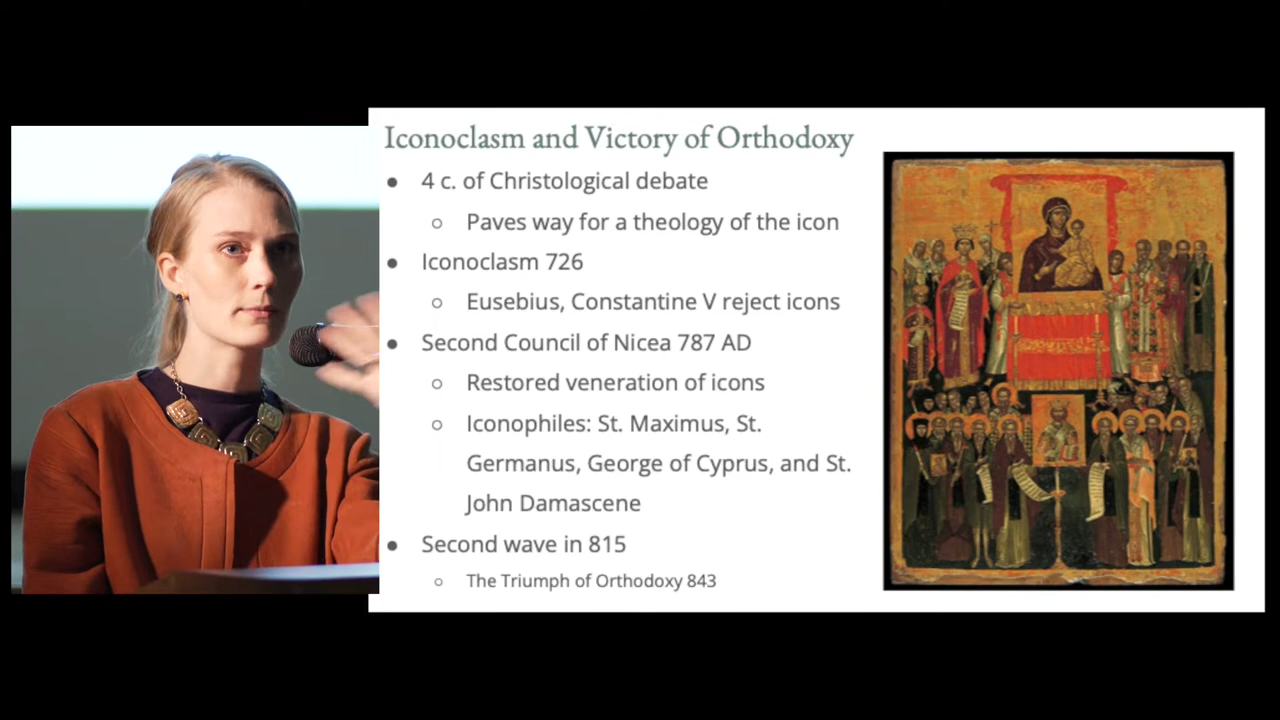 Iconoclasm and Victory of Orthodoxy
● 4 c. of Christological debate
○ Paves way for a theology of the icon
● Iconoclasm 726
○ Eusebius, Constantine V reject icons
● Second Council of Nicea 787 AD
○ Restored veneration of icons
○ Iconophiles: St. Maximus, St.
Germanus, George of Cyprus, and St.
John Damascene
● Second wave in 815
○ The Triumph of Orthodoxy 843